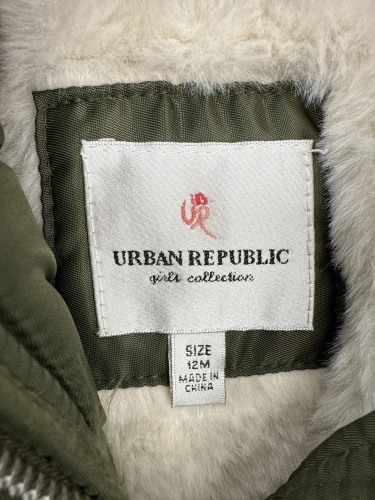 UR
URBAN REPUBLIC
girls collection
SIZE
12M
MADE IN
CHINA